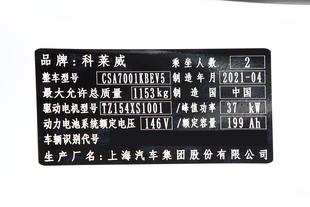 品牌：科莱威 乘坐人数 2
整车型号 CSA7001KBEV5 制造年月 2021-04
最大允许总质量 1153kg 制造国 中国
驱动电机型号 TZ154XS1001 /峰值功率 37 kW
动力电池系统额定电压 146V /额定容量 199 Ah
车辆识别代号
生产厂名：上海汽车集团股份有限公司